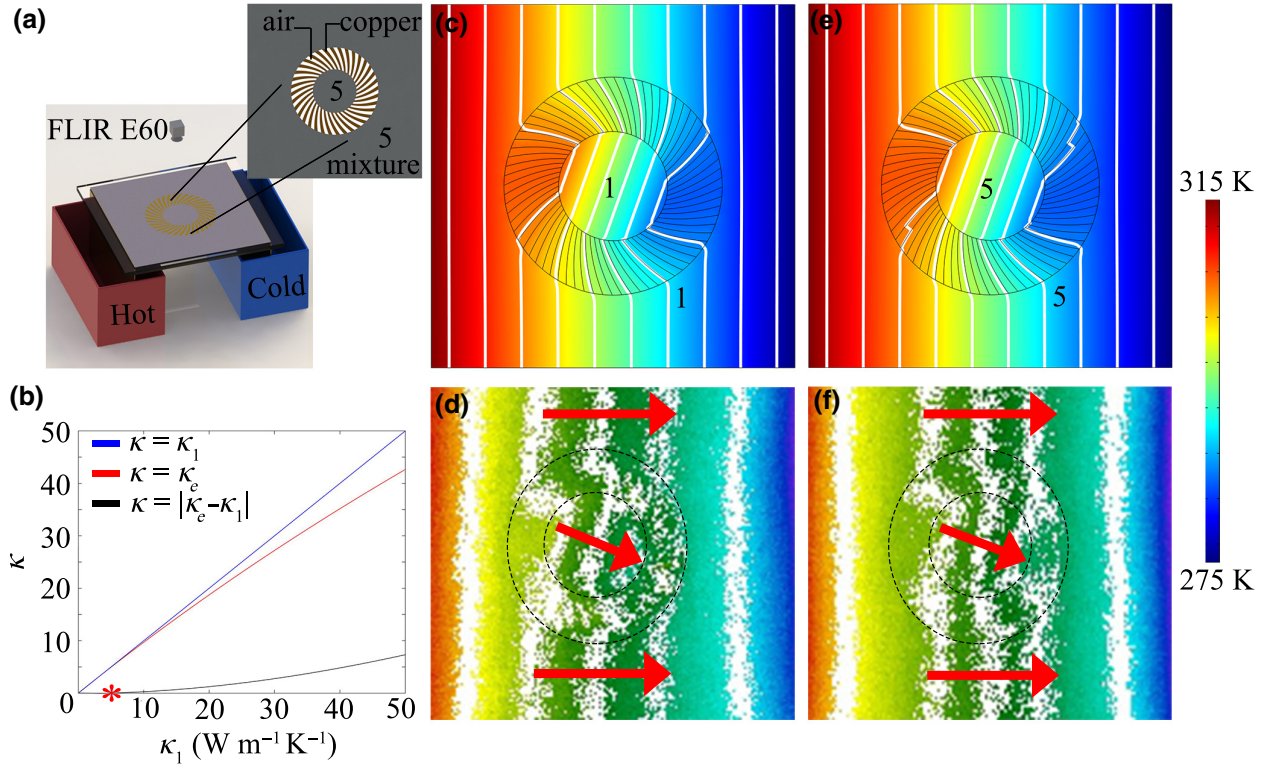 (a)
air
copper
5
5
mixture
FLIR E60
Hot
Cold
(b)
50
40
30
20
10
0
κ
κ = κ₁
κ = κₑ
κ = |κₑ–κ₁|
*
10 20 30 40 50
κ₁ (W m⁻¹ K⁻¹)
(c)
1
1
(d)
(e)
5
5
(f)
315 K
275 K